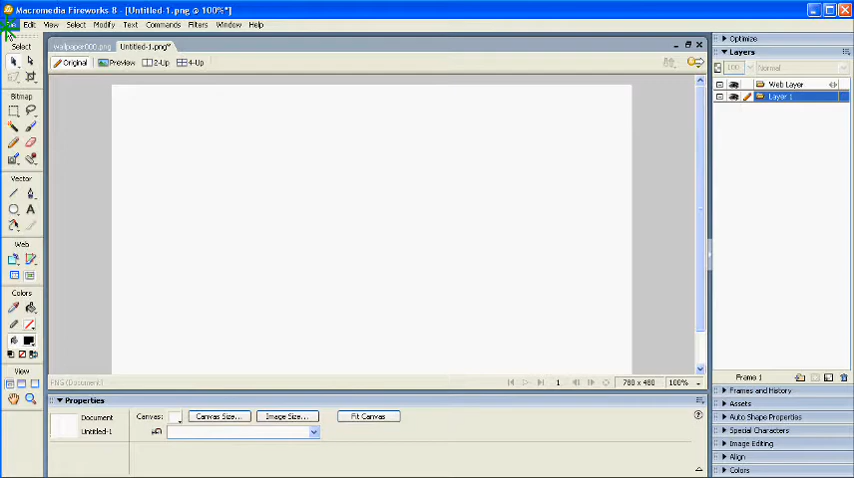 Macromedia Fireworks 8 - [Untitled-1.png @ 100%*]
Edit View Select Modify Text Commands Filters Window Help
wallpaper000.png Untitled-1.png*
Original Preview 2-Up 4-Up
Select
Bitmap
Vector
Web
Colors
View
Optimize
Layers
100 Normal
Web Layer
Layer 1
Frame 1
Frames and History
Assets
Auto Shape Properties
Special Characters
Image Editing
Align
Colors
PNG (Document)
1
780 x 480 100%
Properties
Document
Untitled-1
Canvas: Canvas Size... Image Size... Fit Canvas